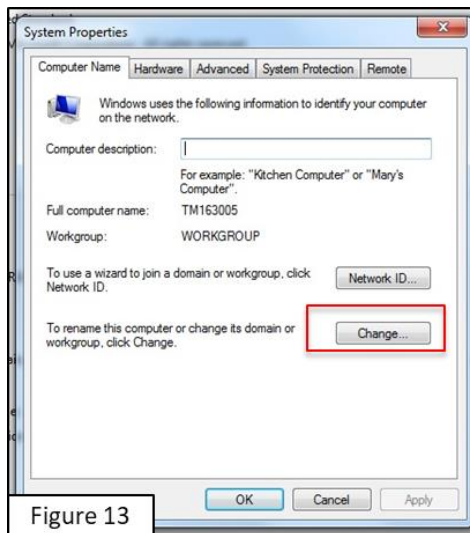 System Properties
Computer Name Hardware Advanced System Protection Remote
Windows uses the following information to identify your computer
on the network.
Computer description:
For example: "Kitchen Computer" or "Mary's
Computer".
Full computer name: TM163005
Workgroup: WORKGROUP
To use a wizard to join a domain or workgroup, click
Network ID.
Network ID...
To rename this computer or change its domain or
workgroup, click Change.
Change...
OK Cancel Apply
Figure 13